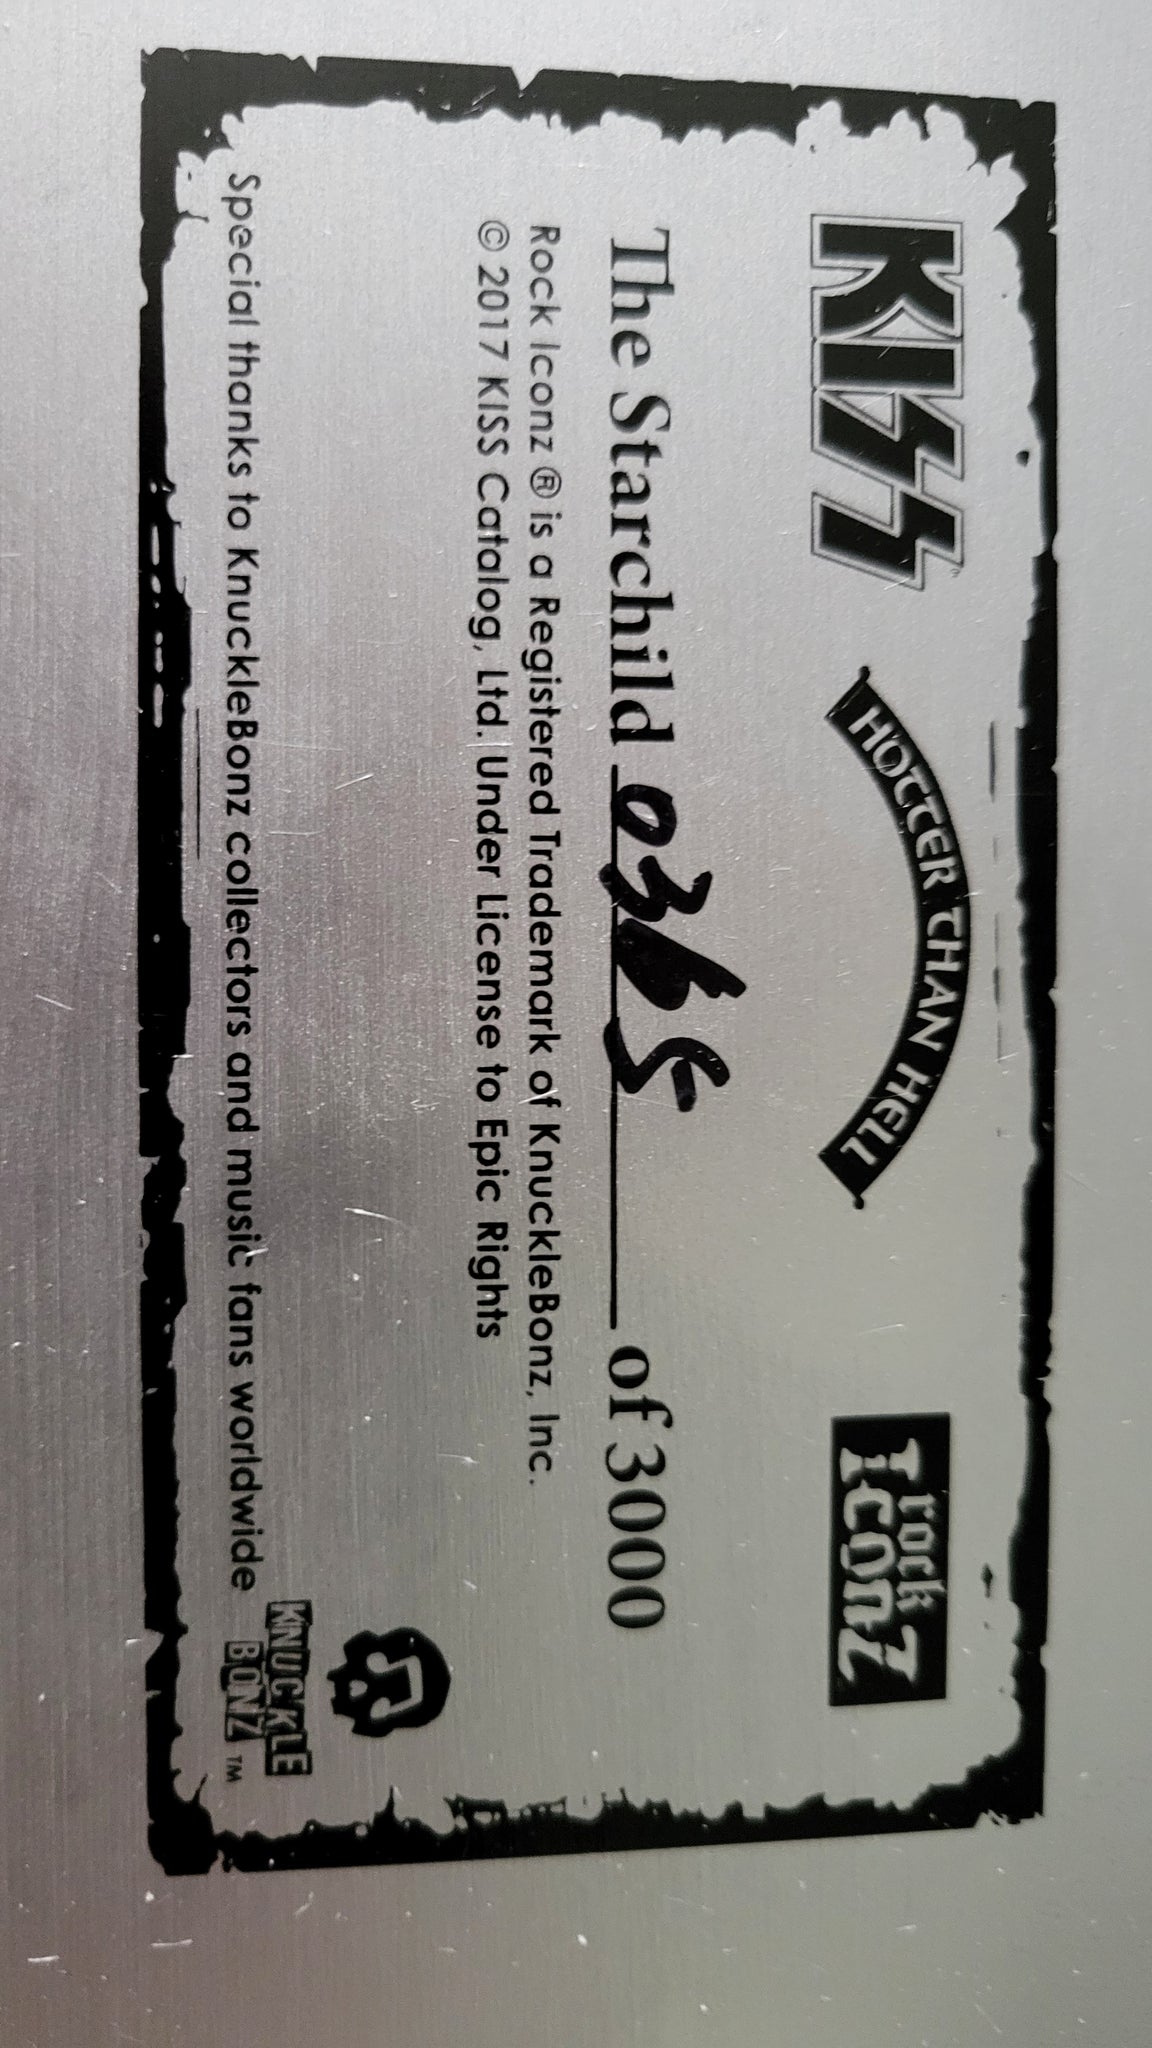 KISS
HOTTER THAN HELL
rock Iconz
The Starchild 0365 of 3000
Rock Iconz ® is a Registered Trademark of KnuckleBonz, Inc.
© 2017 KISS Catalog, Ltd. Under License to Epic Rights
Special thanks to KnuckleBonz collectors and music fans worldwide
KNUCKLE
BONZ ™